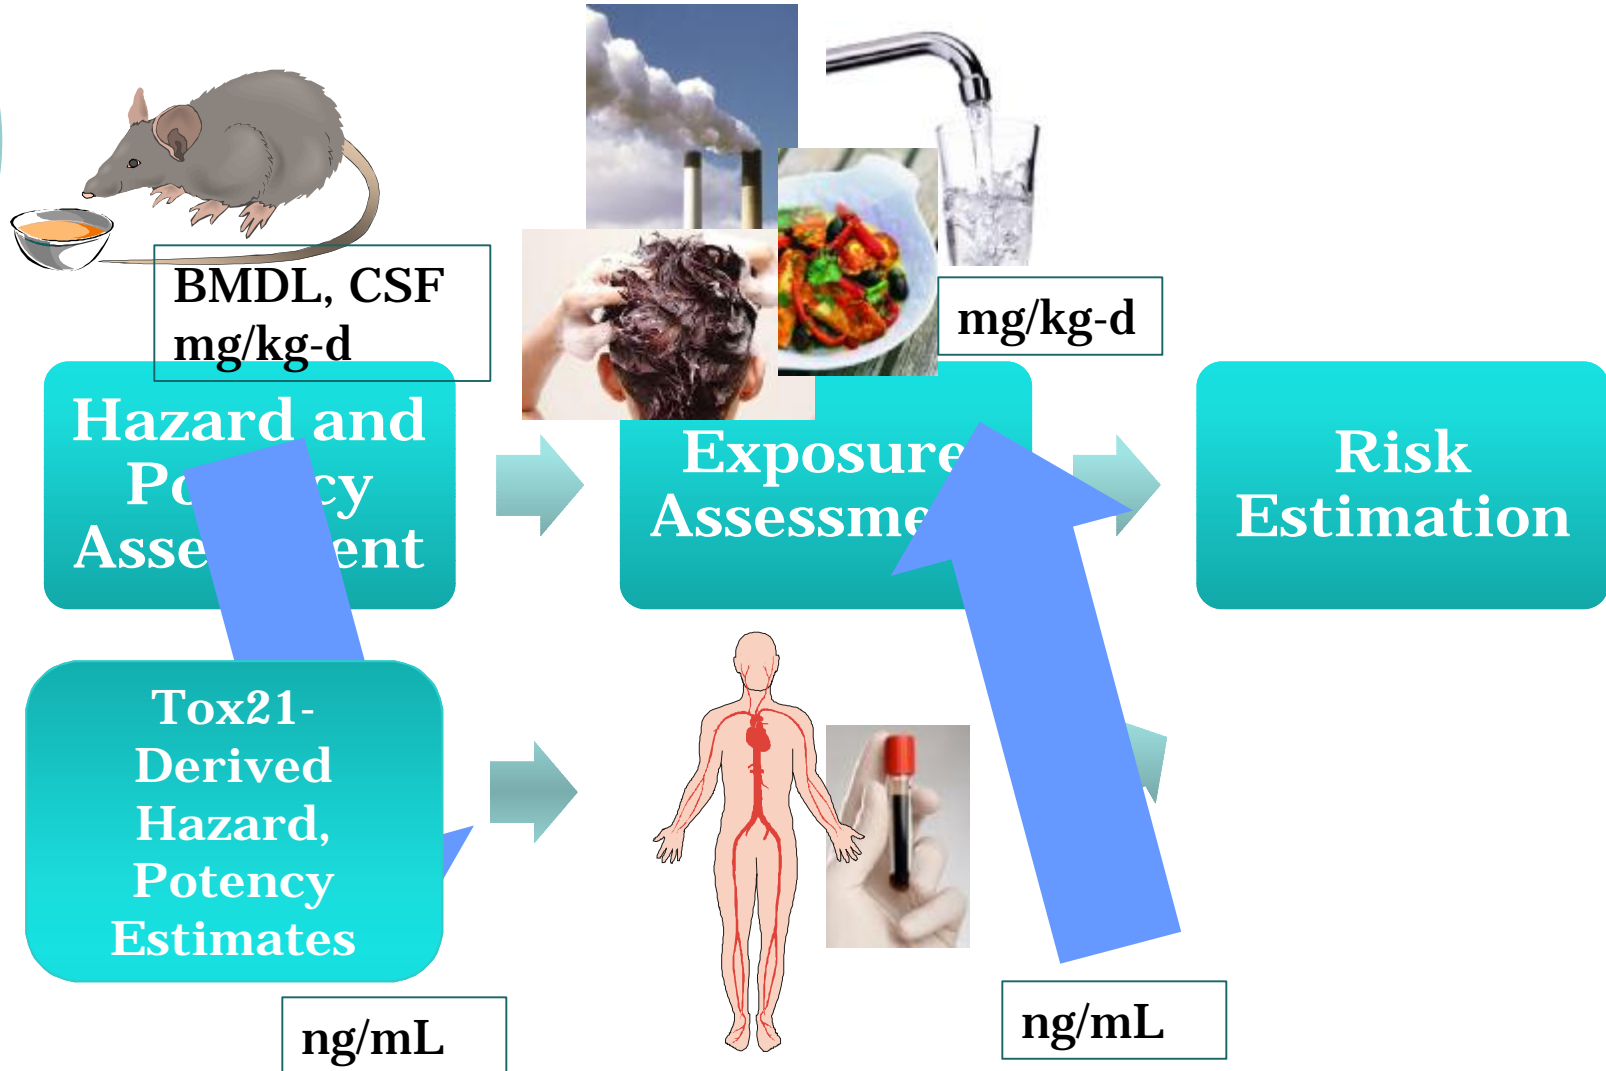 BMDL, CSF
mg/kg-d
mg/kg-d
Hazard and
Po cy
Asse ent
Exposure
Assessme
Risk
Estimation
Tox21-
Derived
Hazard,
Potency
Estimates
ng/mL
ng/mL